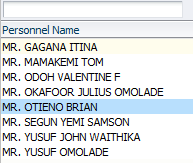 Personnel Name
MR. GAGANA ITINA
MR. MAMAKEMI TOM
MR. ODOH VALENTINE F
MR. OKAFOOR JULIUS OMOLADE
MR. OTIENO BRIAN
MR. SEGUN YEMI SAMSON
MR. YUSUF JOHN WAITHIKA
MR. YUSUF OMOLADE